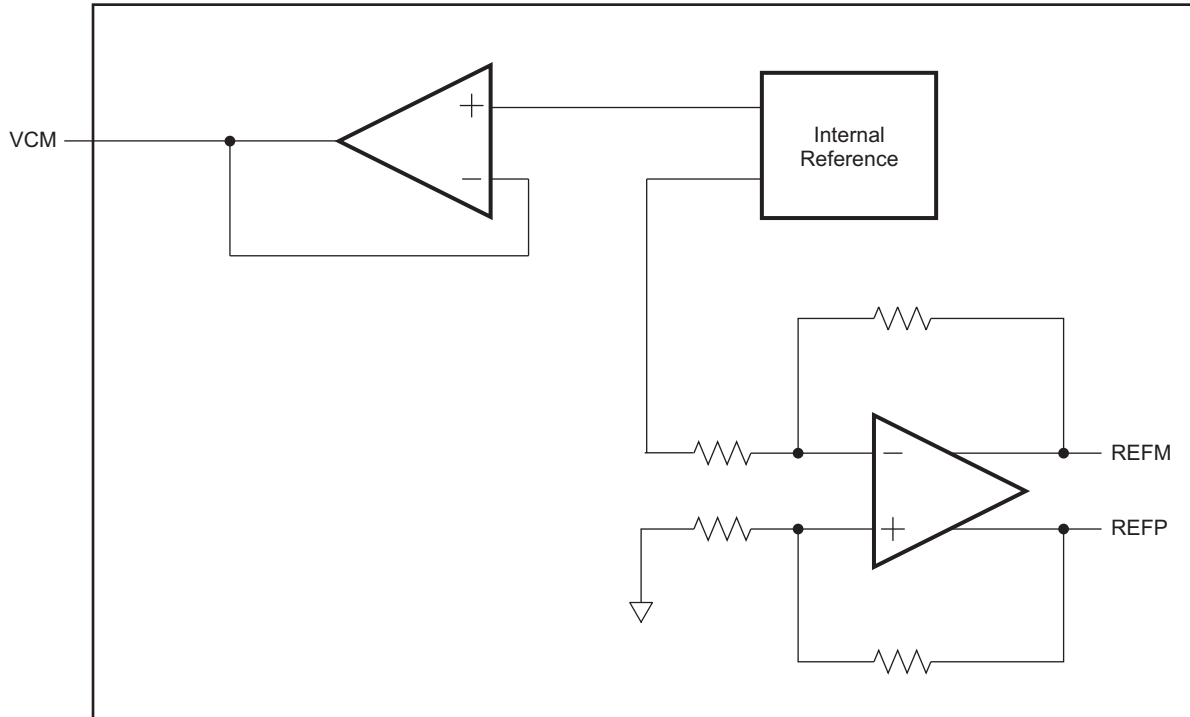 VCM
+
−
Internal
Reference
−
REFM
+
REFP